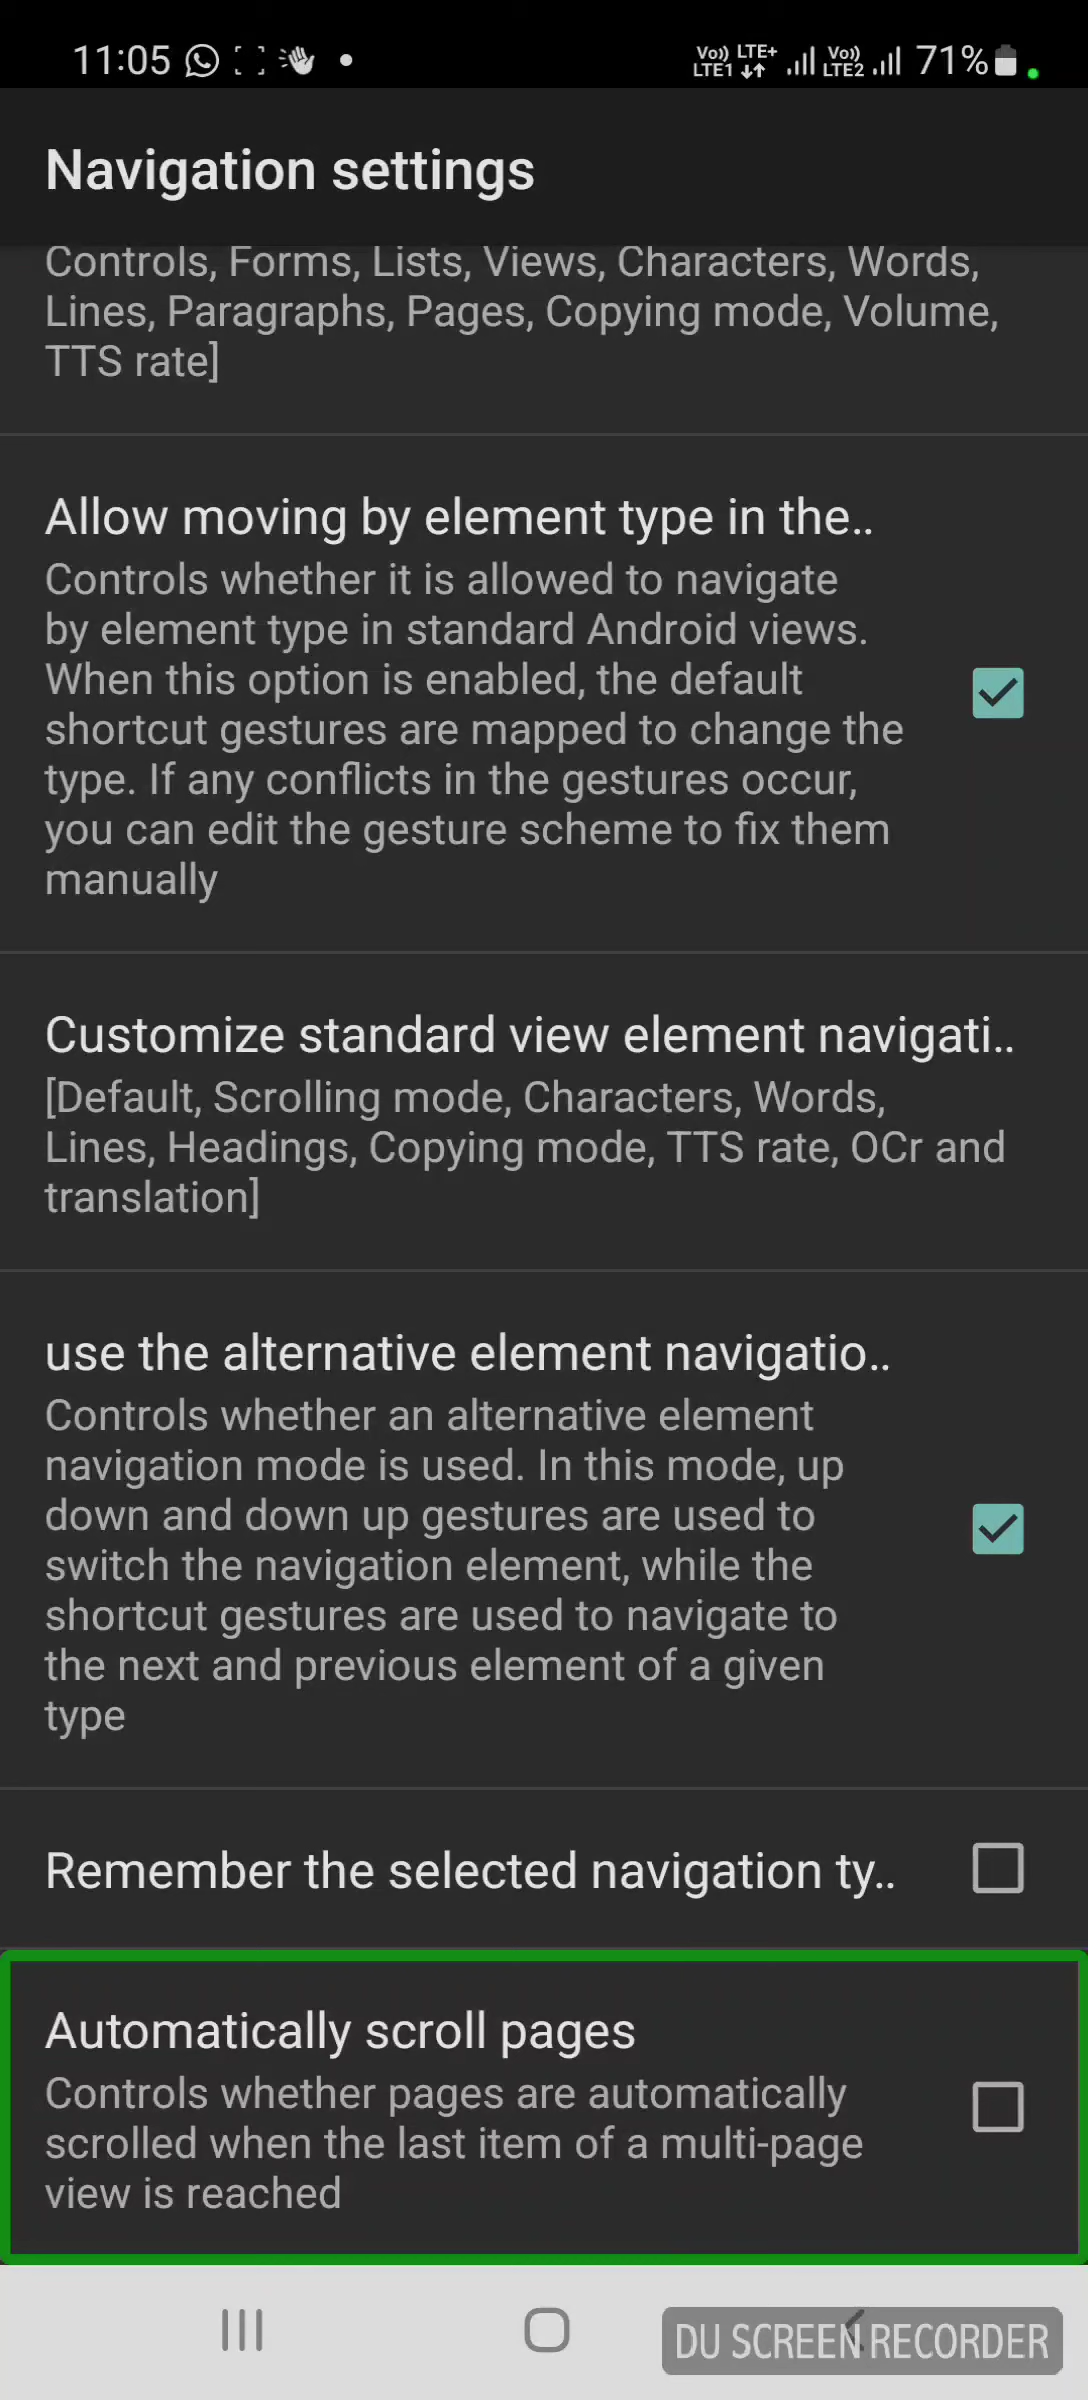 11:05
Vo)) LTE+ Vo)) 71%
LTE1 LTE2
Navigation settings
Controls, Forms, Lists, Views, Characters, Words,
Lines, Paragraphs, Pages, Copying mode, Volume,
TTS rate]
Allow moving by element type in the..
Controls whether it is allowed to navigate
by element type in standard Android views.
When this option is enabled, the default
shortcut gestures are mapped to change the
type. If any conflicts in the gestures occur,
you can edit the gesture scheme to fix them
manually
Customize standard view element navigati..
[Default, Scrolling mode, Characters, Words,
Lines, Headings, Copying mode, TTS rate, OCr and
translation]
use the alternative element navigatio..
Controls whether an alternative element
navigation mode is used. In this mode, up
down and down up gestures are used to
switch the navigation element, while the
shortcut gestures are used to navigate to
the next and previous element of a given
type
Remember the selected navigation ty..
Automatically scroll pages
Controls whether pages are automatically
scrolled when the last item of a multi-page
view is reached
DU SCREEN RECORDER